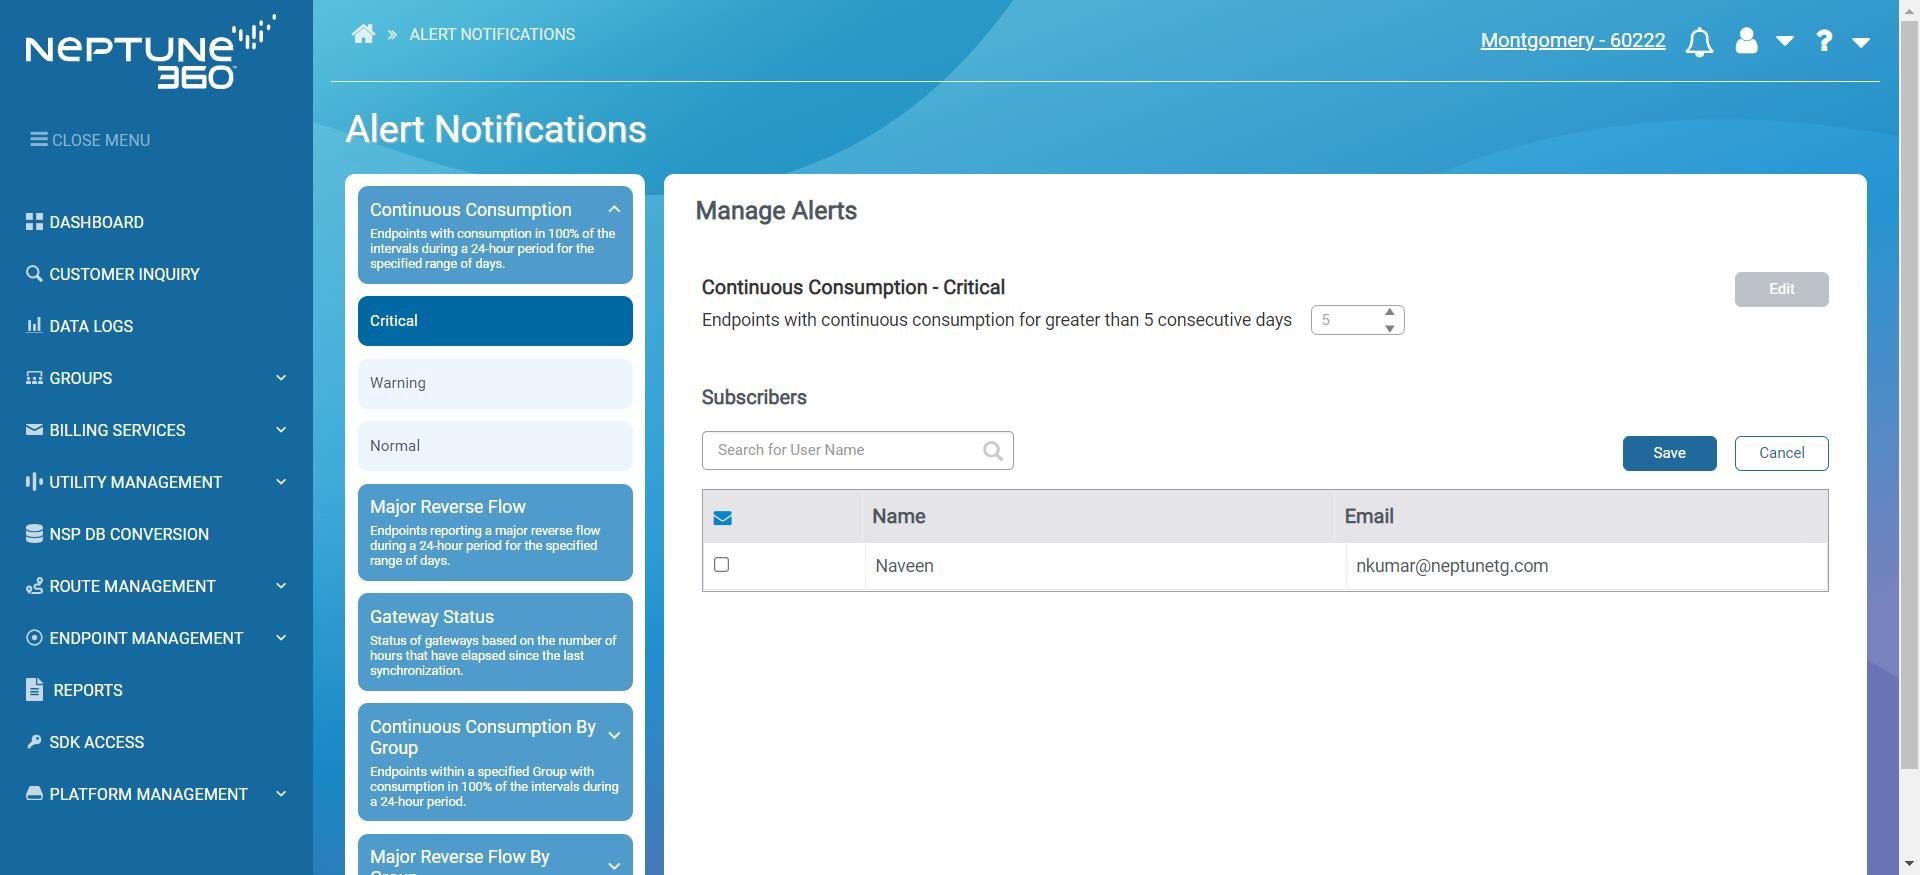 NEPTUNE
360
CLOSE MENU
DASHBOARD
CUSTOMER INQUIRY
DATA LOGS
GROUPS
BILLING SERVICES
UTILITY MANAGEMENT
NSP DB CONVERSION
ROUTE MANAGEMENT
ENDPOINT MANAGEMENT
REPORTS
SDK ACCESS
PLATFORM MANAGEMENT
» ALERT NOTIFICATIONS
Montgomery - 60222
?
Alert Notifications
Continuous Consumption
Endpoints with consumption in 100% of the
intervals during a 24-hour period for the
specified range of days.
Critical
Warning
Normal
Major Reverse Flow
Endpoints reporting a major reverse flow
during a 24-hour period for the specified
range of days.
Gateway Status
Status of gateways based on the number of
hours that have elapsed since the last
synchronization.
Continuous Consumption By
Group
Endpoints within a specified Group with
consumption in 100% of the intervals during
a 24-hour period.
Major Reverse Flow By
Group
Manage Alerts
Continuous Consumption - Critical
Edit
Endpoints with continuous consumption for greater than 5 consecutive days 5
Subscribers
Search for User Name
Save Cancel
Name Email
Naveen nkumar@neptunetg.com